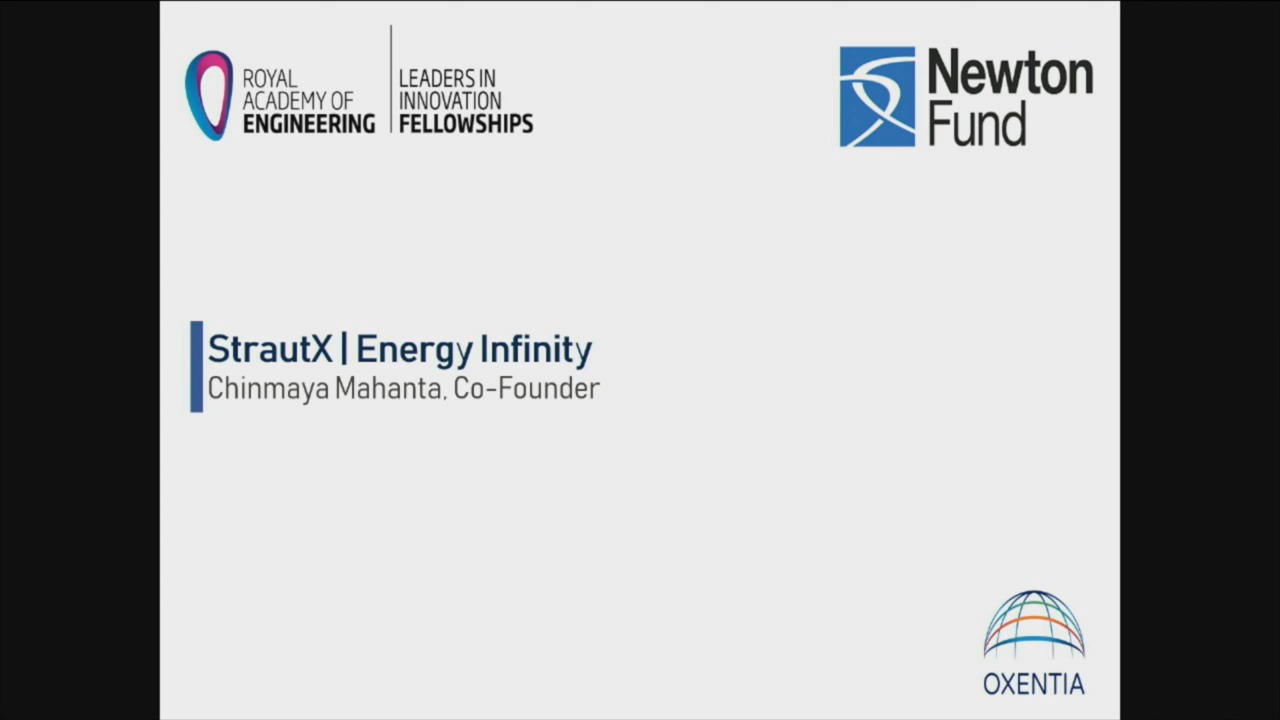 ROYAL
ACADEMY OF
ENGINEERING
LEADERS IN
INNOVATION
FELLOWSHIPS
Newton
Fund
StrautX | Energy Infinity
Chinmaya Mahanta, Co-Founder
OXENTIA